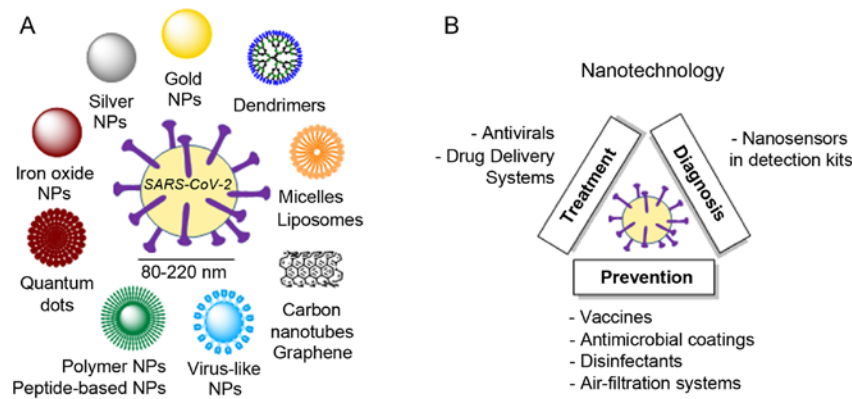 A
Gold
NPs
Silver
NPs
Dendrimers
Iron oxide
NPs
SARS-CoV-2
Micelles
Liposomes
80-220 nm
Quantum
dots
Carbon
nanotubes
Graphene
Polymer NPs
Peptide-based NPs
Virus-like
NPs
B
Nanotechnology
- Antivirals
- Drug Delivery
Systems
Treatment
Diagnosis
- Nanosensors
in detection kits
Prevention
- Vaccines
- Antimicrobial coatings
- Disinfectants
- Air-filtration systems